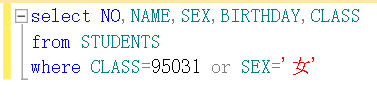 select NO,NAME,SEX,BIRTHDAY,CLASS
from STUDENTS
where CLASS=95031 or SEX='女'